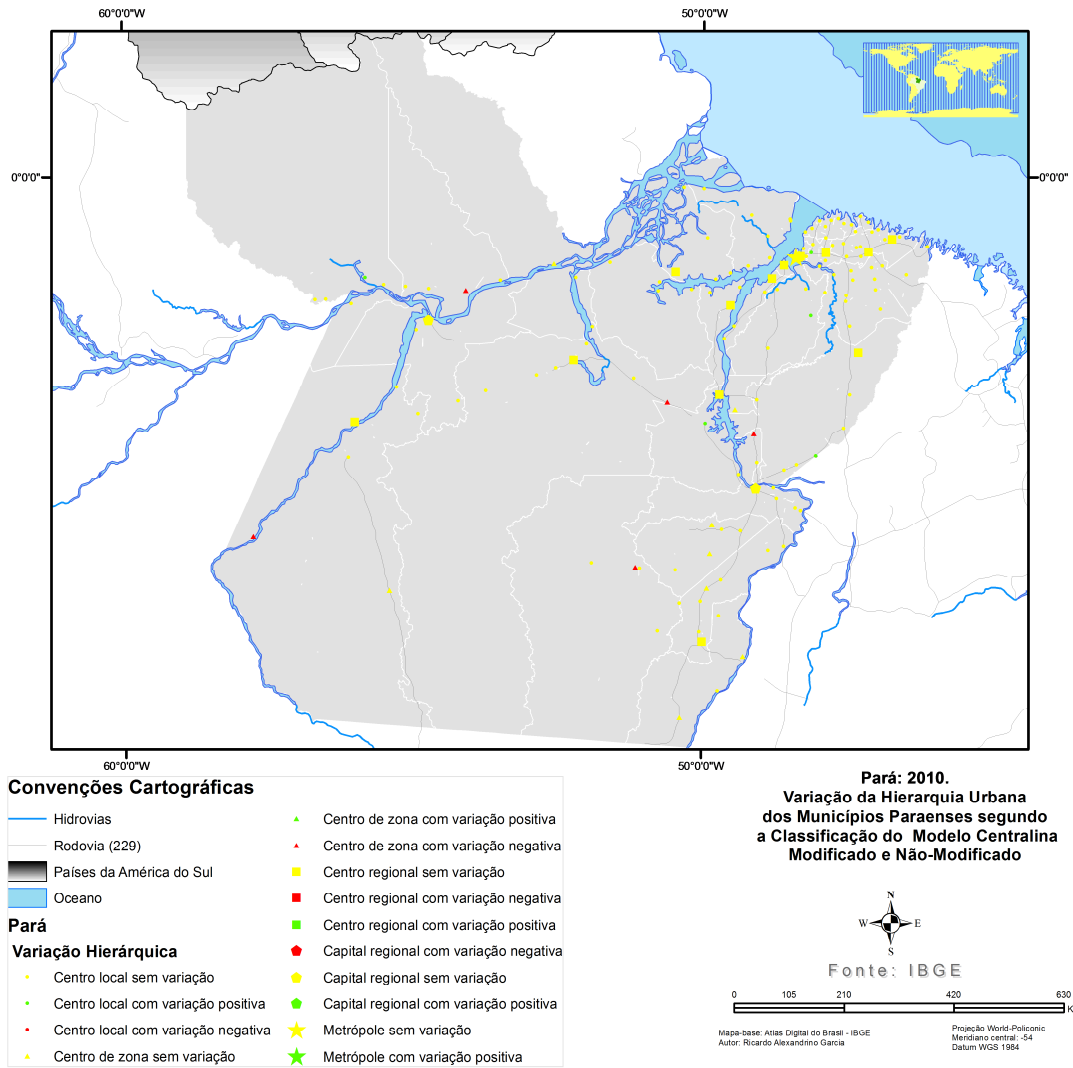 60°0'0"W
50°0'0"W
0°0'0"
0°0'0"
60°0'0"W
50°0'0"W
Convenções Cartográficas
Hidrovias
Rodovia (229)
Países da América do Sul
Oceano
Pará
Variação Hierárquica
Centro local sem variação
Centro local com variação positiva
Centro local com variação negativa
Centro de zona sem variação
Centro de zona com variação positiva
Centro de zona com variação negativa
Centro regional sem variação
Centro regional com variação negativa
Centro regional com variação positiva
Capital regional com variação negativa
Capital regional sem variação
Capital regional com variação positiva
Metrópole sem variação
Metrópole com variação positiva
Pará: 2010.
Variação da Hierarquia Urbana
dos Municípios Paraenses segundo
a Classificação do Modelo Centralina
Modificado e Não-Modificado
N
W E
S
Fonte: IBGE
0 105 210 420 630
K
Mapa-base: Atlas Digital do Brasil - IBGE
Autor: Ricardo Alexandrino Garcia
Projeção World-Policonic
Meridiano central: -54
Datum WGS 1984